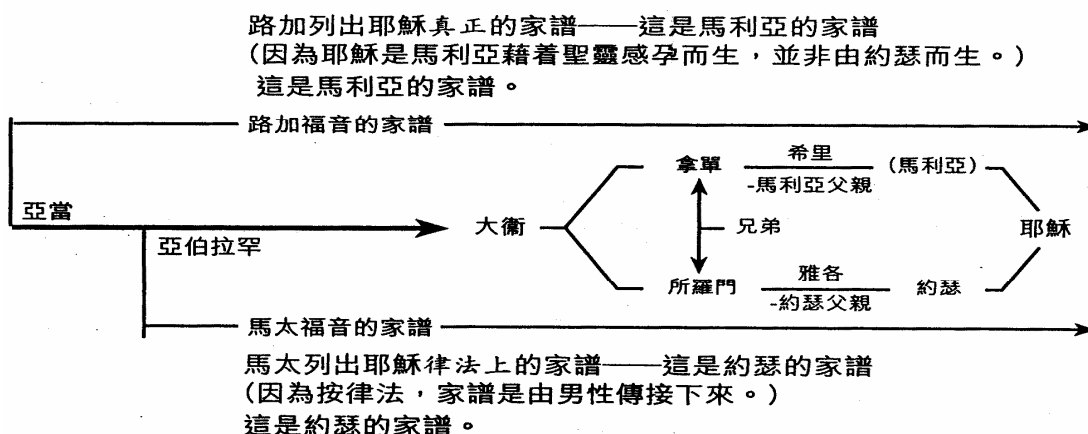 路加列出耶穌真正的家譜——這是馬利亞的家譜
(因為耶穌是馬利亞藉着聖靈感孕而生，並非由約瑟而生。)
這是馬利亞的家譜。
路加福音的家譜
拿單 希里 (馬利亞)
-馬利亞父親
亞當
大衞 兄弟 耶穌
亞伯拉罕
所羅門 雅各 約瑟
-約瑟父親
馬太福音的家譜
馬太列出耶穌律法上的家譜——這是約瑟的家譜
(因為按律法，家譜是由男性傳接下來。)
這是約瑟的家譜。